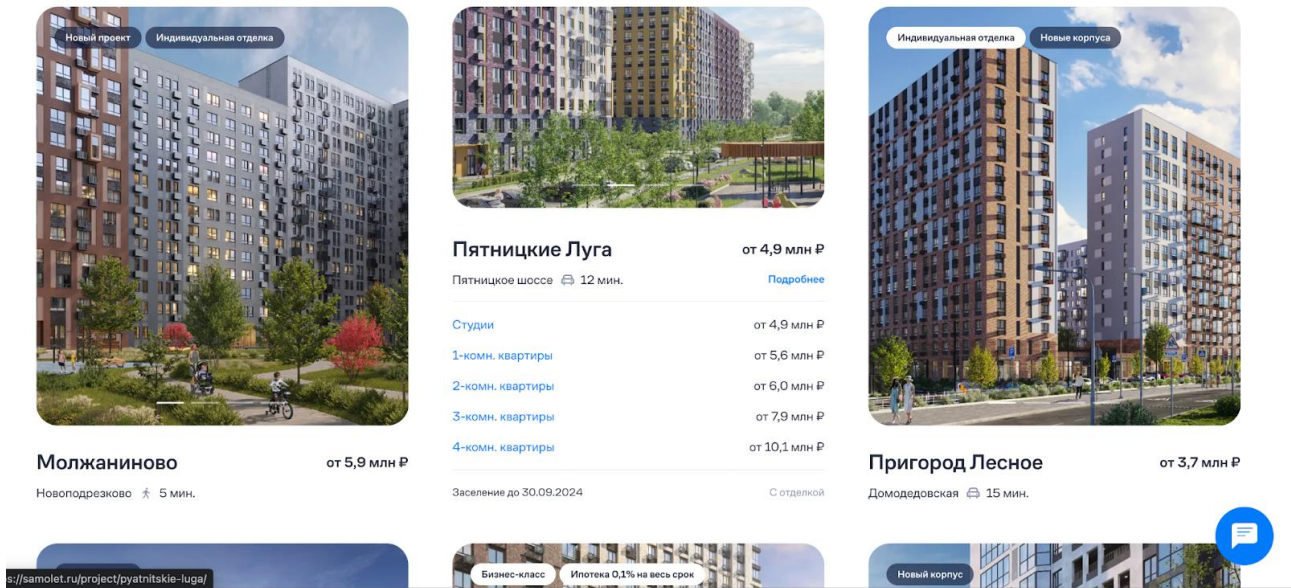 Новый проект
Индивидуальная отделка
Молжаниново
от 5,9 млн ₽
Новоподрезково
5 мин.
Пятницкие Луга
от 4,9 млн ₽
Пятницкое шоссе
12 мин.
Подробнее
Студии
от 4,9 млн ₽
1-комн. квартиры
от 5,6 млн ₽
2-комн. квартиры
от 6,0 млн ₽
3-комн. квартиры
от 7,9 млн ₽
4-комн. квартиры
от 10,1 млн ₽
Заселение до 30.09.2024
С отделкой
Индивидуальная отделка
Новые корпуса
Пригород Лесное
от 3,7 млн ₽
Домодедовская
15 мин.
s://samolet.ru/project/pyatnitskie-luga/
Бизнес-класс
Ипотека 0,1% на весь срок
Новый корпус